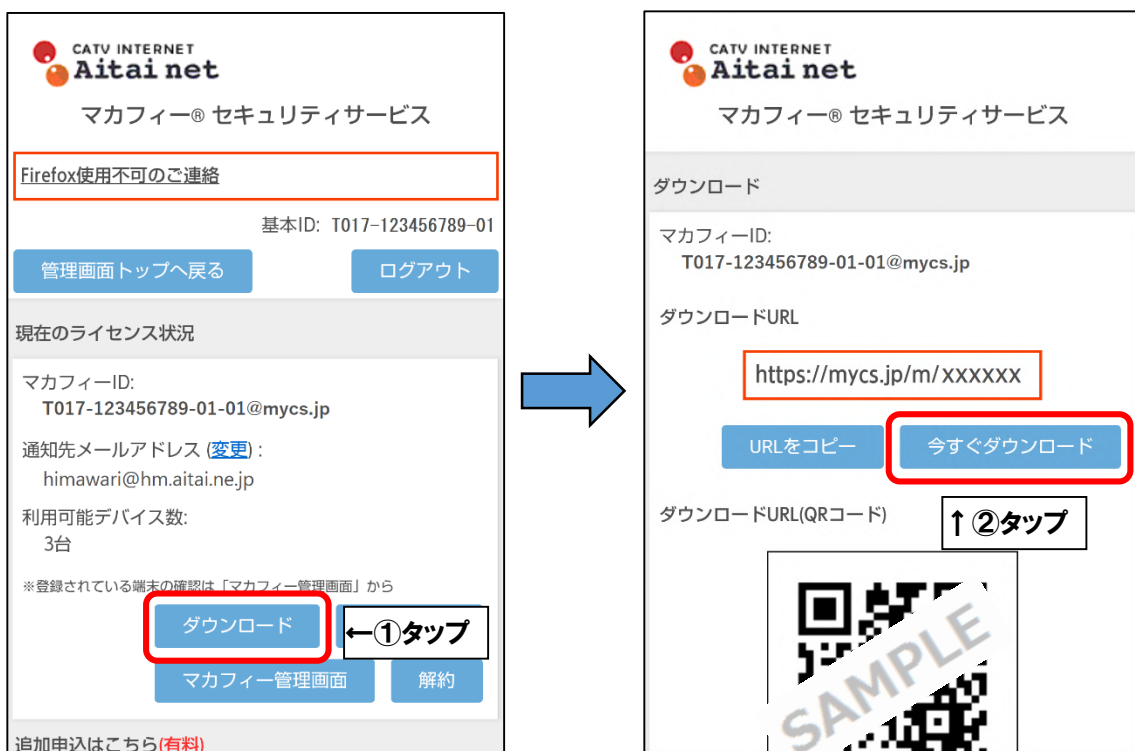 CATV INTERNET
Aitai net
マカフィー® セキュリティサービス
Firefox使用不可のご連絡
基本ID: T017-123456789-01
管理画面トップへ戻る
ログアウト
現在のライセンス状況
マカフィーID:
T017-123456789-01-01@mycs.jp
通知先メールアドレス (変更) :
himawari@hm.aitai.ne.jp
利用可能デバイス数:
3台
※登録されている端末の確認は「マカフィー管理画面」から
ダウンロード
←①タップ
マカフィー管理画面
解約
追加申込はこちら(有料)
CATV INTERNET
Aitai net
マカフィー® セキュリティサービス
ダウンロード
マカフィーID:
T017-123456789-01-01@mycs.jp
ダウンロードURL
https://mycs.jp/m/xxxxxx
URLをコピー
今すぐダウンロード
ダウンロードURL(QRコード)
↑②タップ
SAMPLE